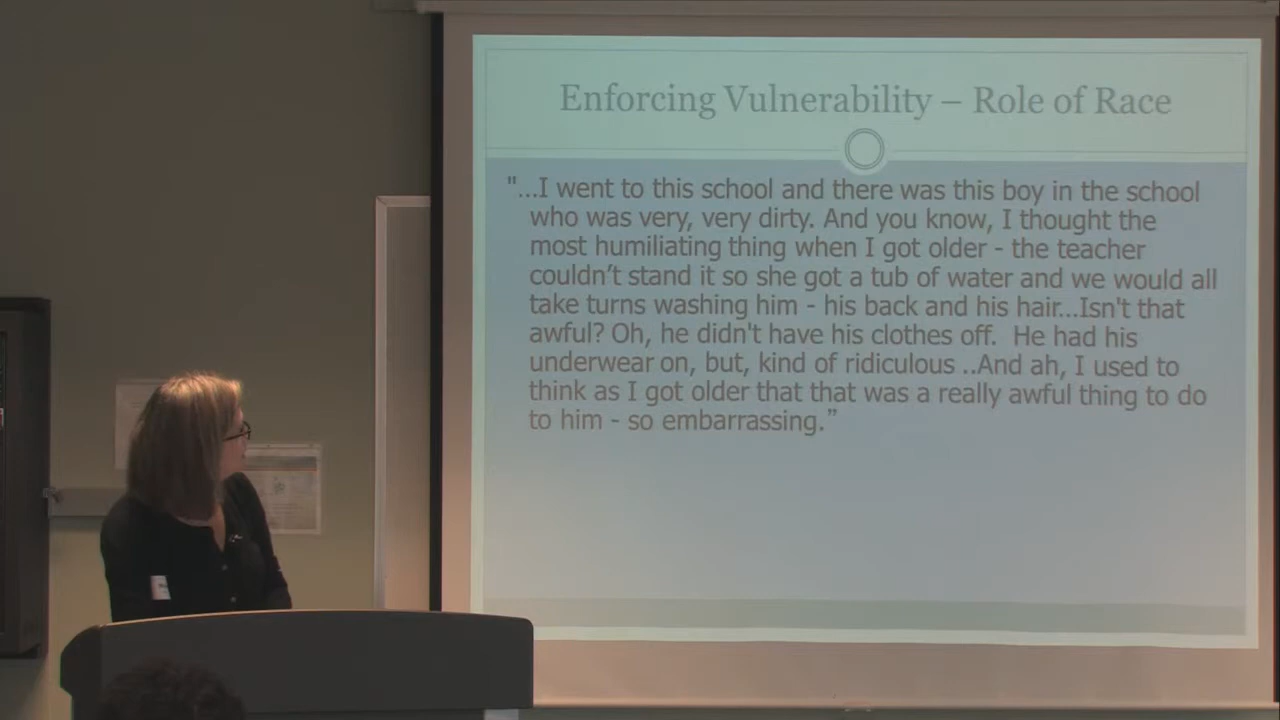 Enforcing Vulnerability – Role of Race
"...I went to this school and there was this boy in the school
who was very, very dirty. And you know, I thought the
most humiliating thing when I got older - the teacher
couldn’t stand it so she got a tub of water and we would all
take turns washing him - his back and his hair...Isn't that
awful? Oh, he didn't have his clothes off.  He had his
underwear on, but, kind of ridiculous ..And ah, I used to
think as I got older that that was a really awful thing to do
to him - so embarrassing.”